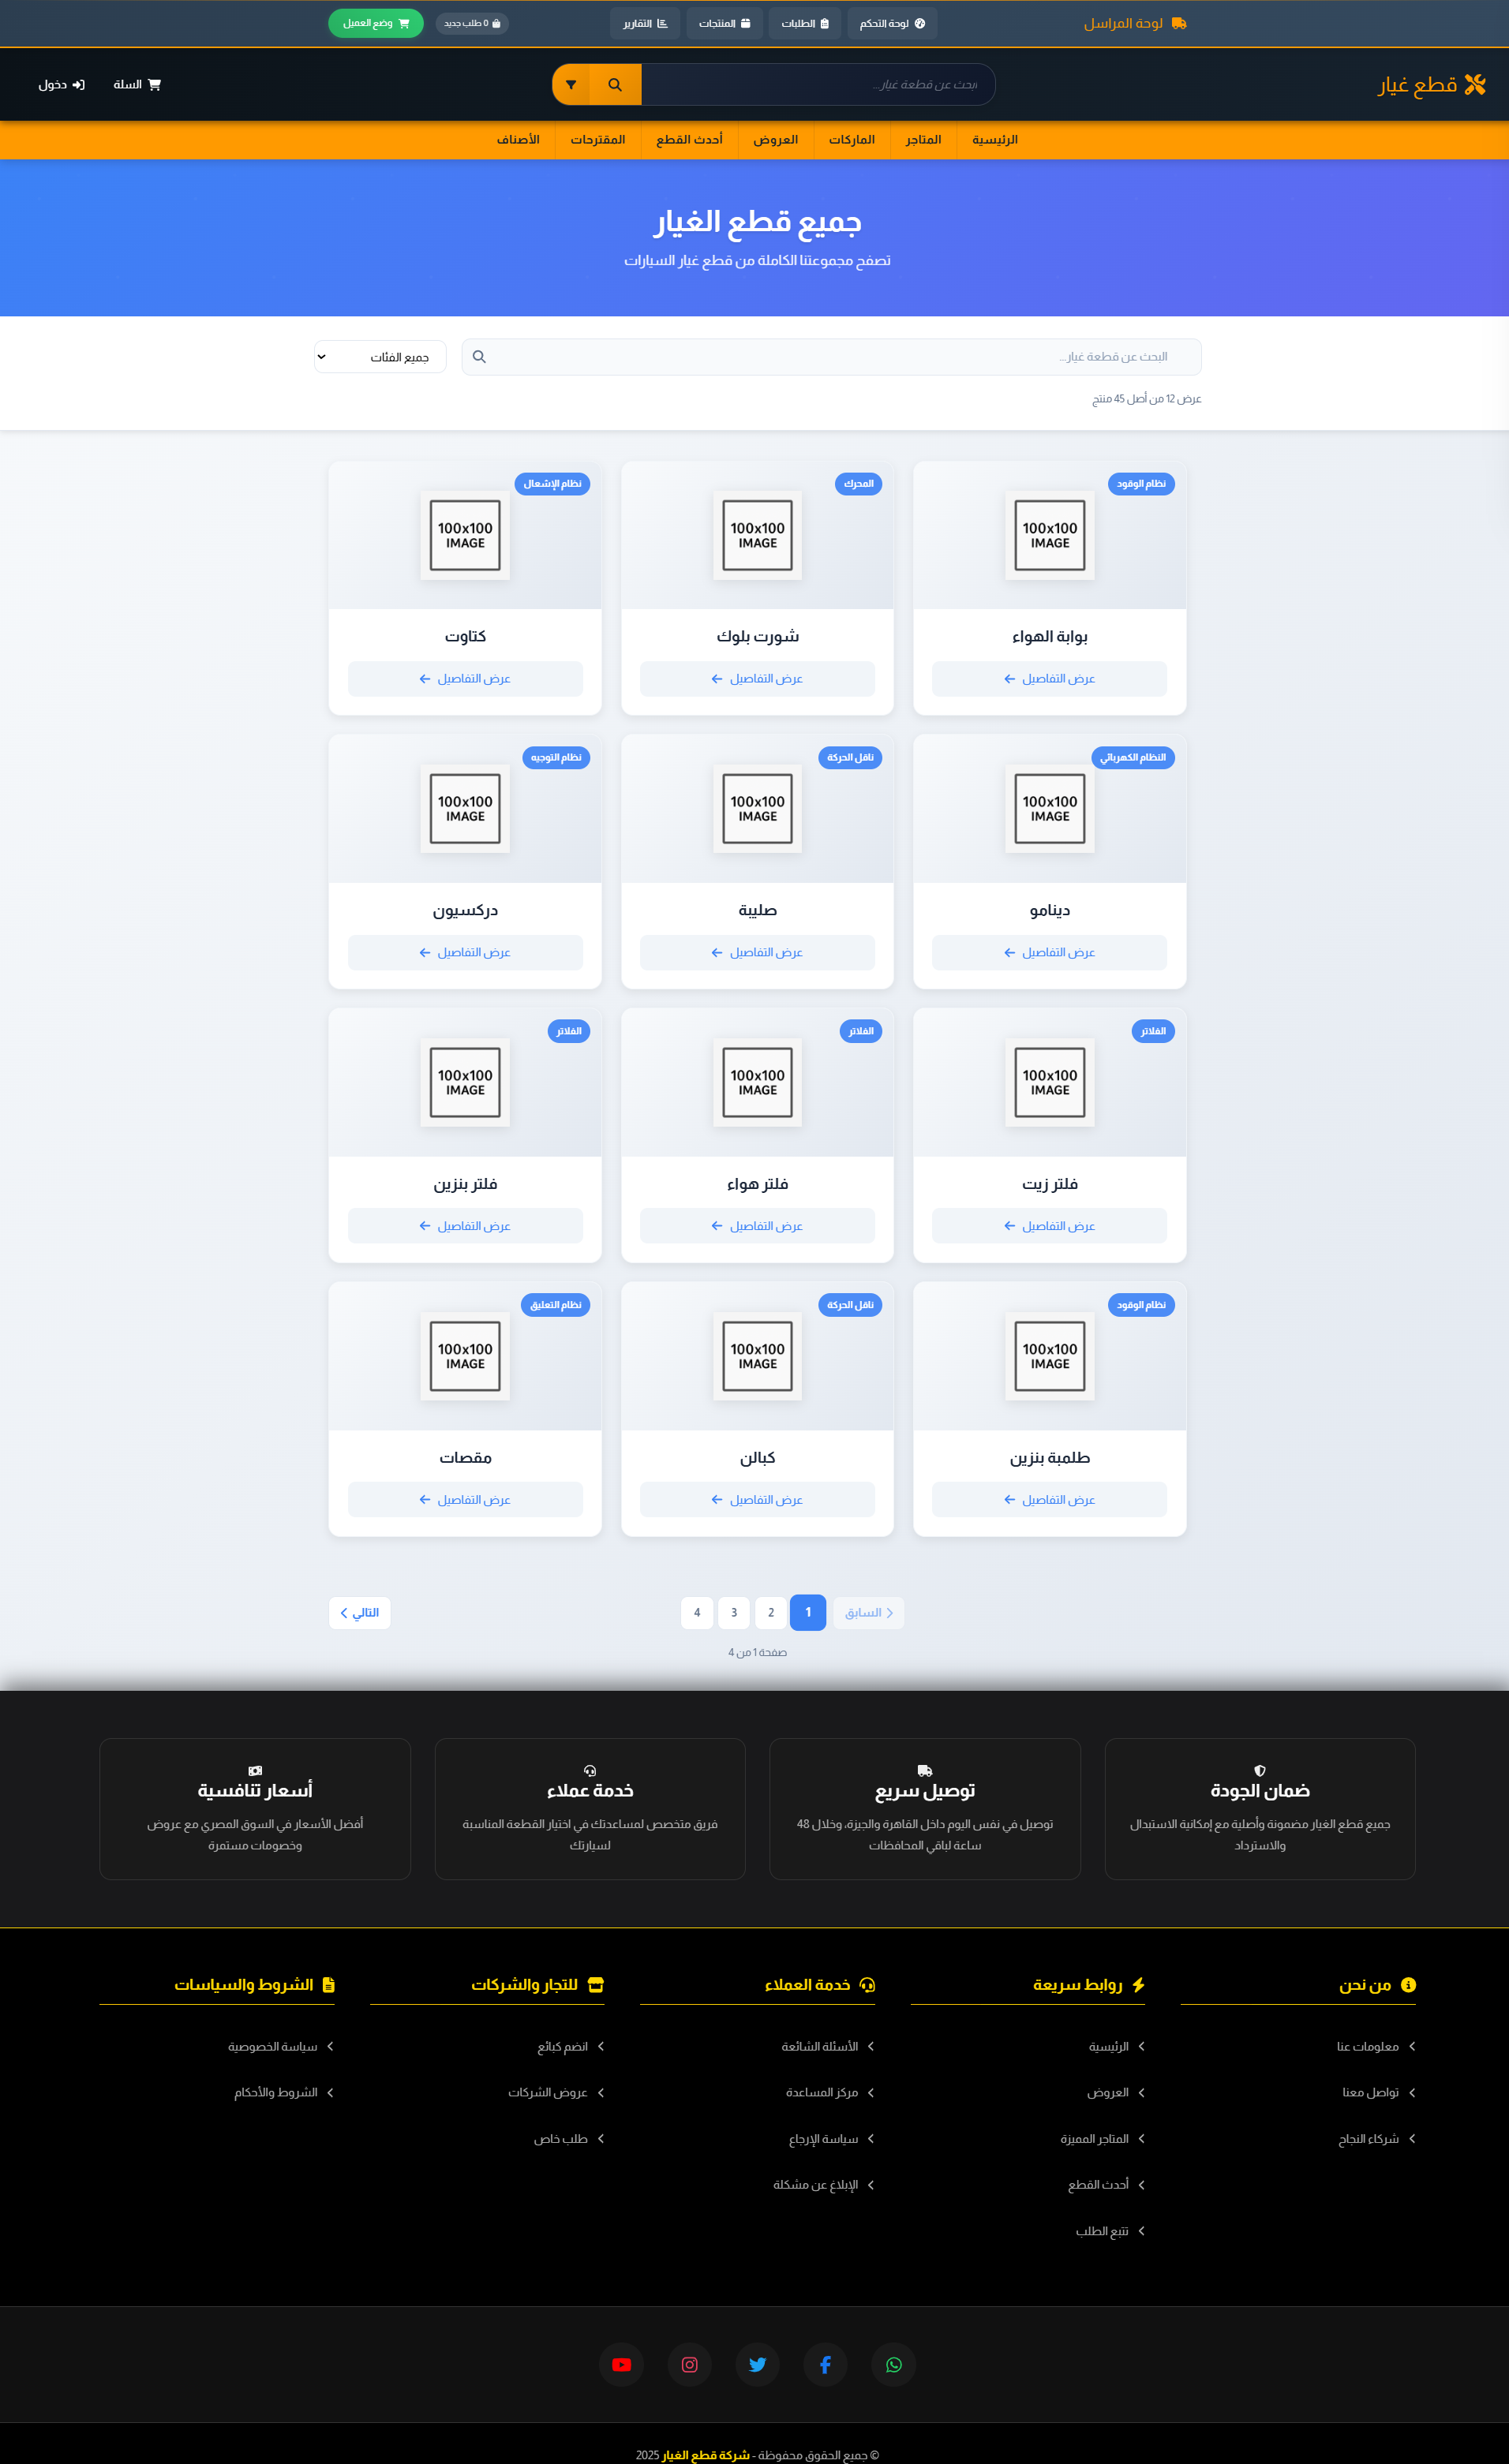 لوحة المراسل
لوحة التحكم
الطلبات
المنتجات
التقارير
0 طلب جديد
وضع العميل
قطع غيار
ابحث عن قطعة غيار...
السلة
دخول
الرئيسية
المتاجر
الماركات
العروض
أحدث القطع
المقترحات
الأصناف
جميع قطع الغيار
تصفح مجموعتنا الكاملة من قطع غيار السيارات
البحث عن قطعة غيار...
جميع الفئات
عرض 12 من أصل 45 منتج
نظام الوقود
100x100
IMAGE
بوابة الهواء
عرض التفاصيل
المحرك
100x100
IMAGE
شورت بلوك
عرض التفاصيل
نظام الإشعال
100x100
IMAGE
كتاوت
عرض التفاصيل
النظام الكهربائي
100x100
IMAGE
دينامو
عرض التفاصيل
ناقل الحركة
100x100
IMAGE
صليبة
عرض التفاصيل
نظام التوجيه
100x100
IMAGE
دركسيون
عرض التفاصيل
الفلاتر
100x100
IMAGE
فلتر زيت
عرض التفاصيل
الفلاتر
100x100
IMAGE
فلتر هواء
عرض التفاصيل
الفلاتر
100x100
IMAGE
فلتر بنزين
عرض التفاصيل
نظام الوقود
100x100
IMAGE
طلمبة بنزين
عرض التفاصيل
ناقل الحركة
100x100
IMAGE
كبالن
عرض التفاصيل
نظام التعليق
100x100
IMAGE
مقصات
عرض التفاصيل
السابق
1
2
3
4
التالي
صفحة 1 من 4
ضمان الجودة
جميع قطع الغيار مضمونة وأصلية مع إمكانية الاستبدال
والاسترداد
توصيل سريع
توصيل في نفس اليوم داخل القاهرة والجيزة، وخلال 48
ساعة لباقي المحافظات
خدمة عملاء
فريق متخصص لمساعدتك في اختيار القطعة المناسبة
لسيارتك
أسعار تنافسية
أفضل الأسعار في السوق المصري مع عروض
وخصومات مستمرة
من نحن
معلومات عنا
تواصل معنا
شركاء النجاح
روابط سريعة
الرئيسية
العروض
المتاجر المميزة
أحدث القطع
تتبع الطلب
خدمة العملاء
الأسئلة الشائعة
مركز المساعدة
سياسة الإرجاع
الإبلاغ عن مشكلة
للتجار والشركات
انضم كبائع
عروض الشركات
طلب خاص
الشروط والسياسات
سياسة الخصوصية
الشروط والأحكام
© جميع الحقوق محفوظة - شركة قطع الغيار 2025